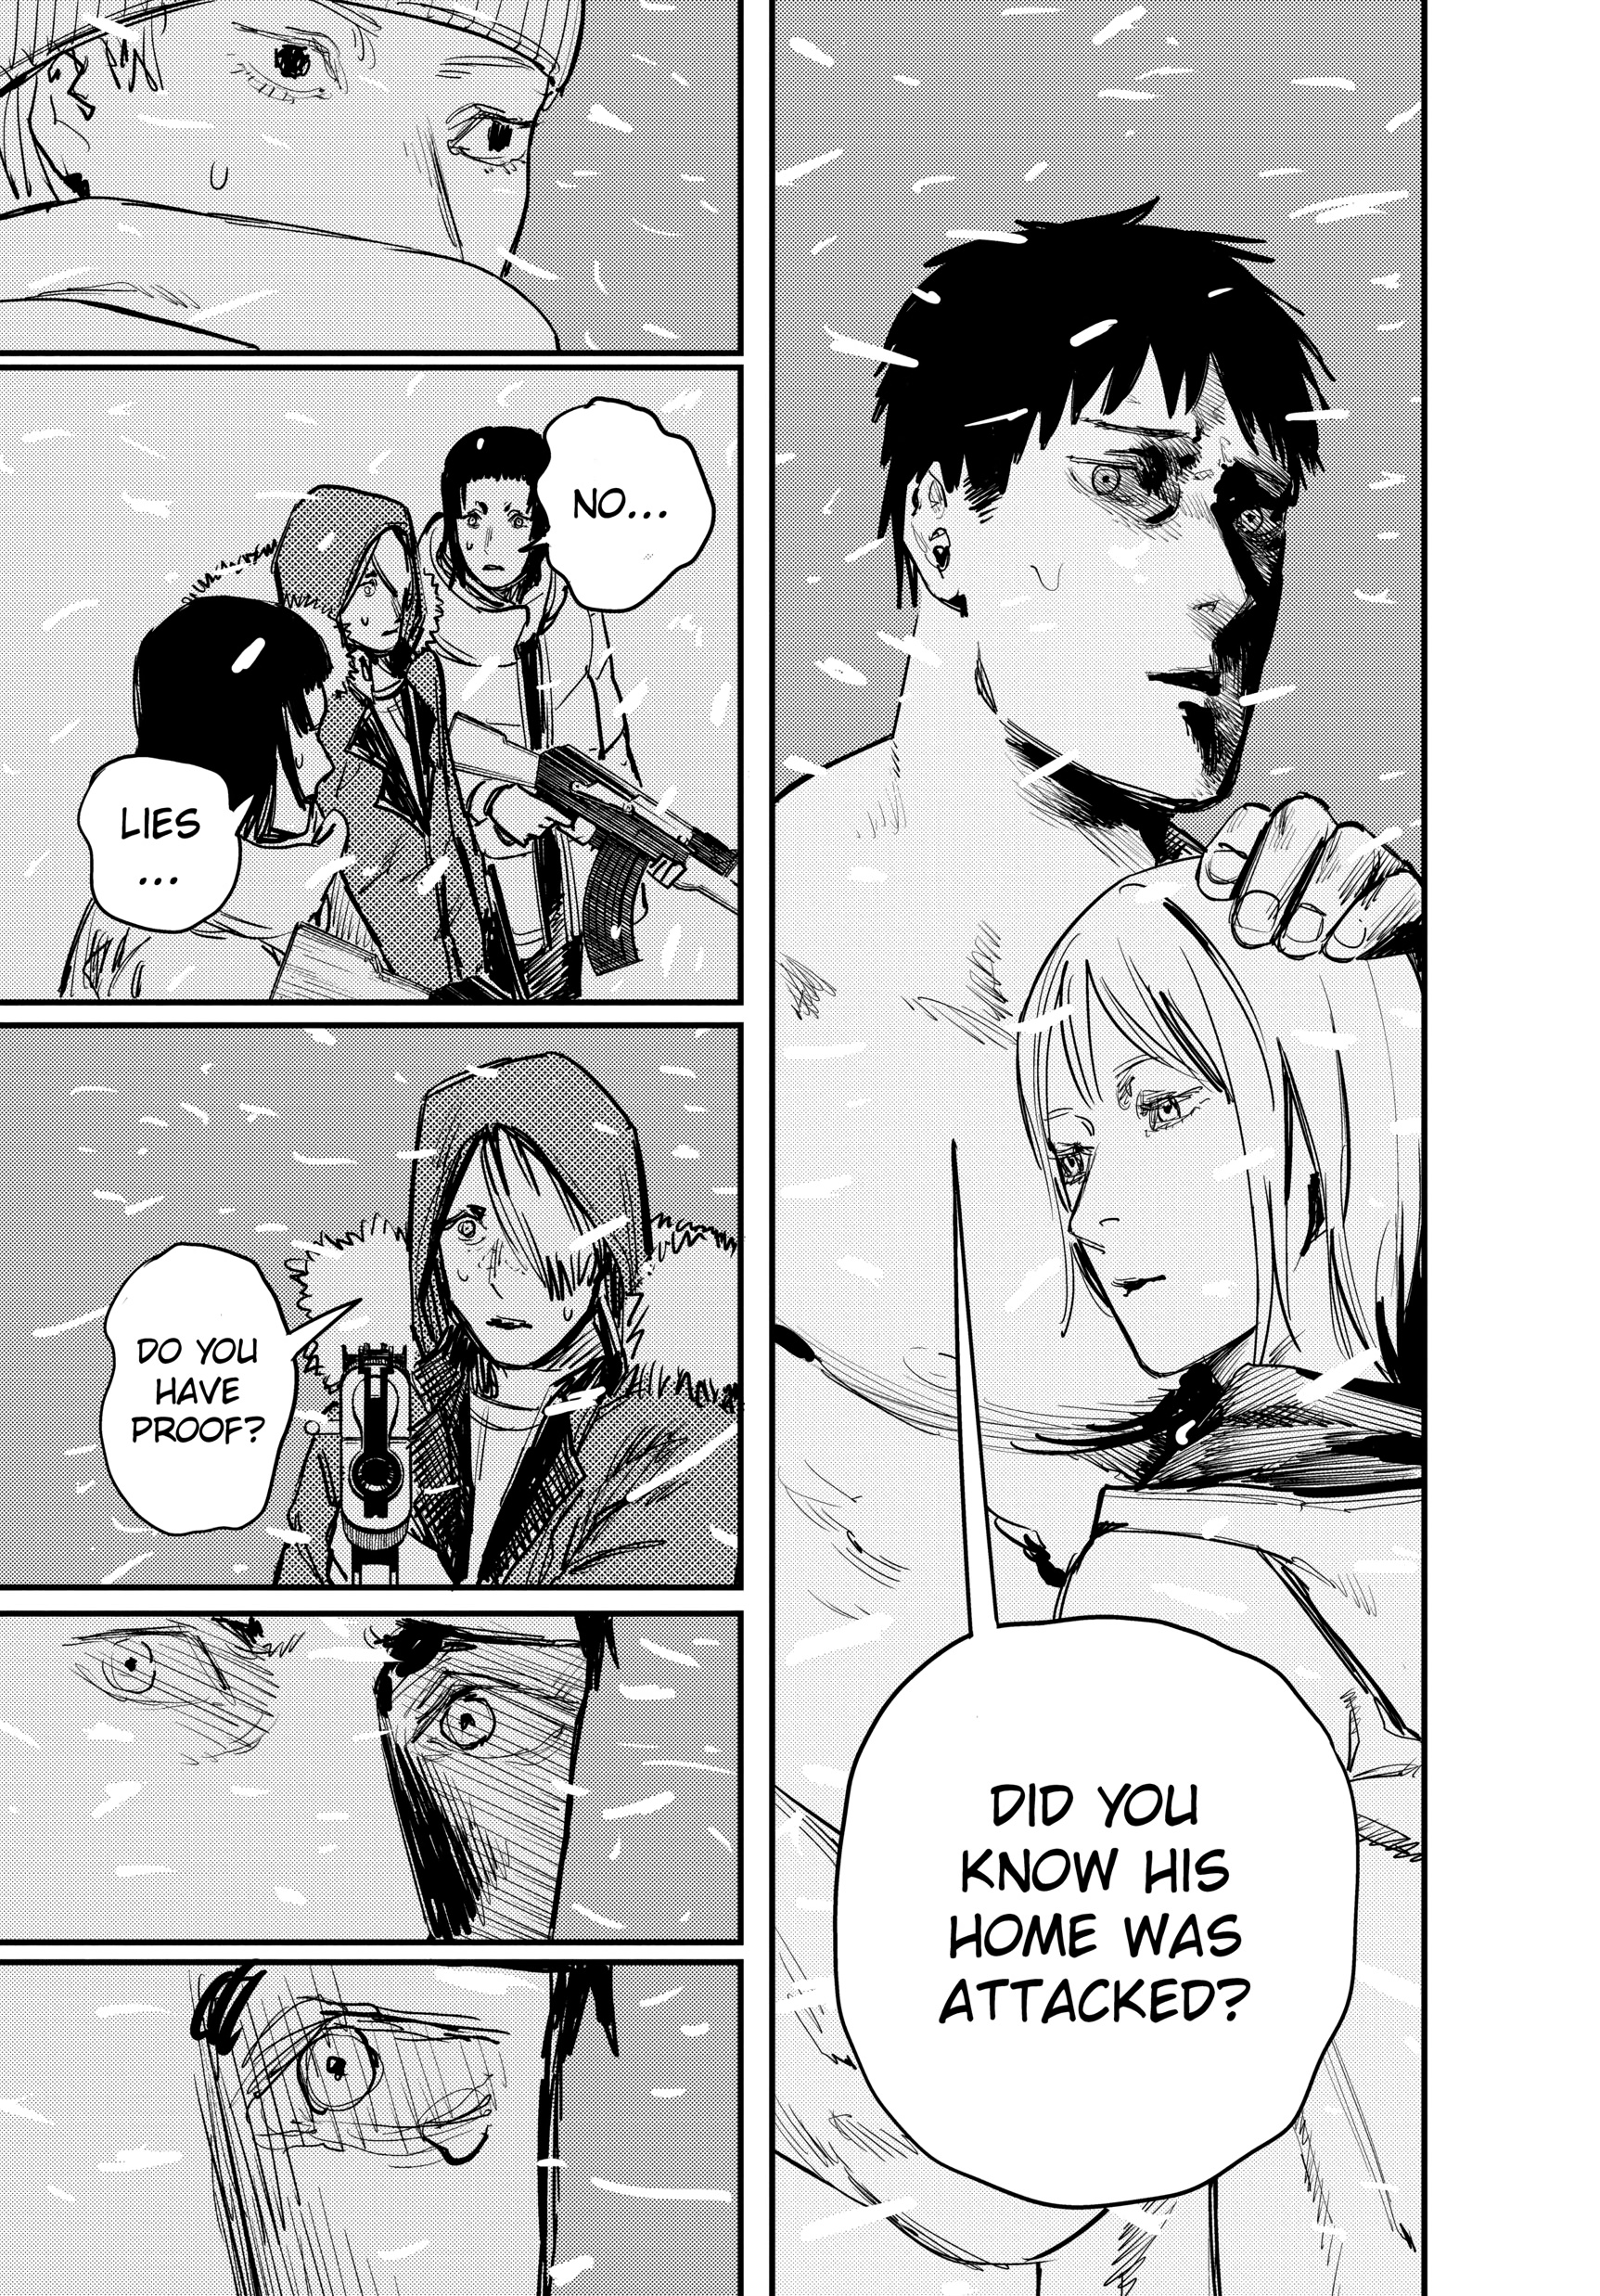 DID YOU
KNOW HIS
HOME WAS
ATTACKED?
NO...
LIES
...
DO YOU
HAVE
PROOF?